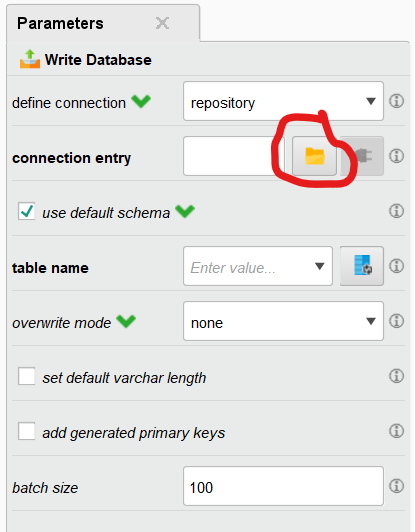 Parameters
Write Database
define connection repository
connection entry
use default schema
table name Enter value...
overwrite mode none
set default varchar length
add generated primary keys
batch size 100